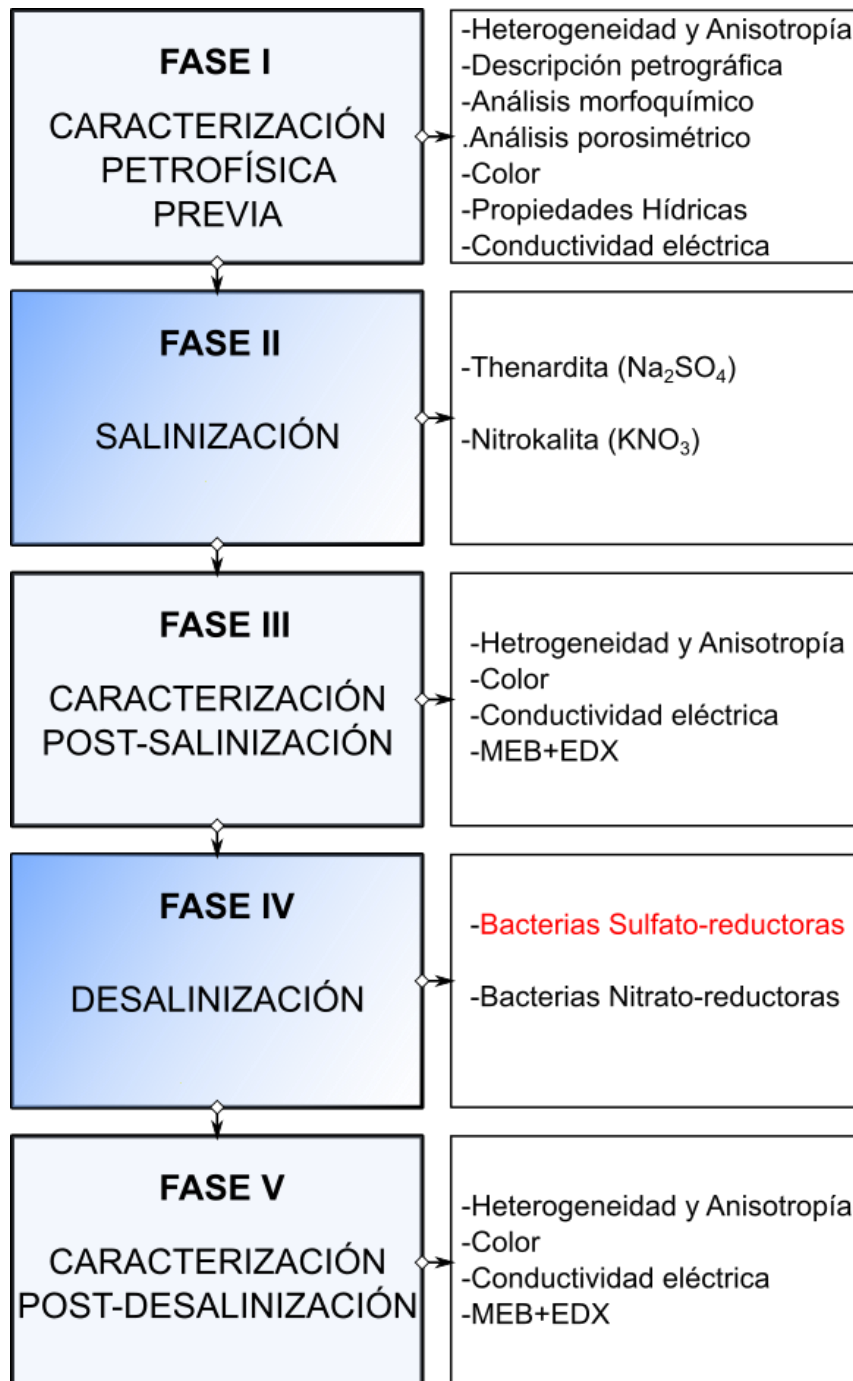 FASE I
CARACTERIZACIÓN
PETROFÍSICA
PREVIA
-Heterogeneidad y Anisotropía
-Descripción petrográfica
-Análisis morfoquímico
.Análisis porosimétrico
-Color
-Propiedades Hídricas
-Conductividad eléctrica
FASE II
SALINIZACIÓN
-Thenardita (Na₂SO₄)
-Nitrokalita (KNO₃)
FASE III
CARACTERIZACIÓN
POST-SALINIZACIÓN
-Hetrogeneidad y Anisotropía
-Color
-Conductividad eléctrica
-MEB+EDX
FASE IV
DESALINIZACIÓN
-Bacterias Sulfato-reductoras
-Bacterias Nitrato-reductoras
FASE V
CARACTERIZACIÓN
POST-DESALINIZACIÓN
-Heterogeneidad y Anisotropía
-Color
-Conductividad eléctrica
-MEB+EDX